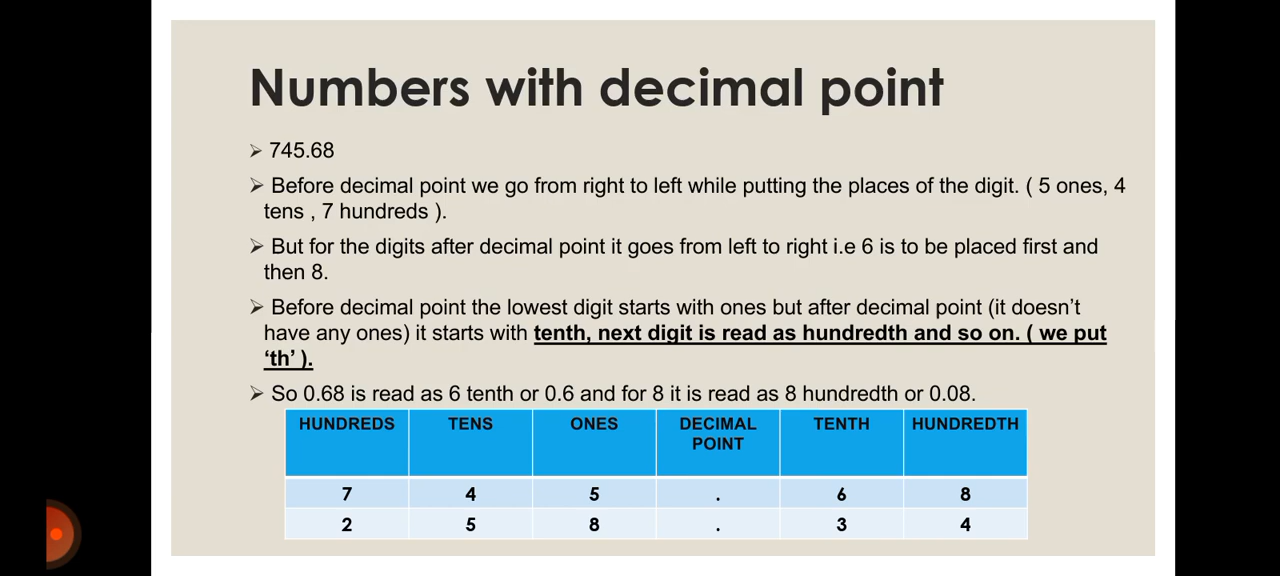 Numbers with decimal point
➢ 745.68
➢ Before decimal point we go from right to left while putting the places of the digit. ( 5 ones, 4
tens , 7 hundreds ).
➢ But for the digits after decimal point it goes from left to right i.e 6 is to be placed first and
then 8.
➢ Before decimal point the lowest digit starts with ones but after decimal point (it doesn’t
have any ones) it starts with tenth, next digit is read as hundredth and so on. ( we put
‘th’ ).
➢ So 0.68 is read as 6 tenth or 0.6 and for 8 it is read as 8 hundredth or 0.08.
HUNDREDS TENS ONES DECIMAL POINT TENTH HUNDREDTH
7 4 5 . 6 8
2 5 8 . 3 4